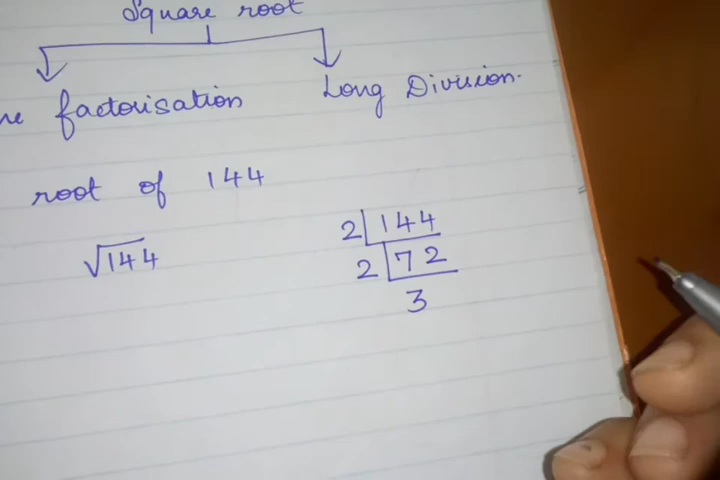 Square root
factorisation Long Division.
root of 144
√144 2 144
2 72
3